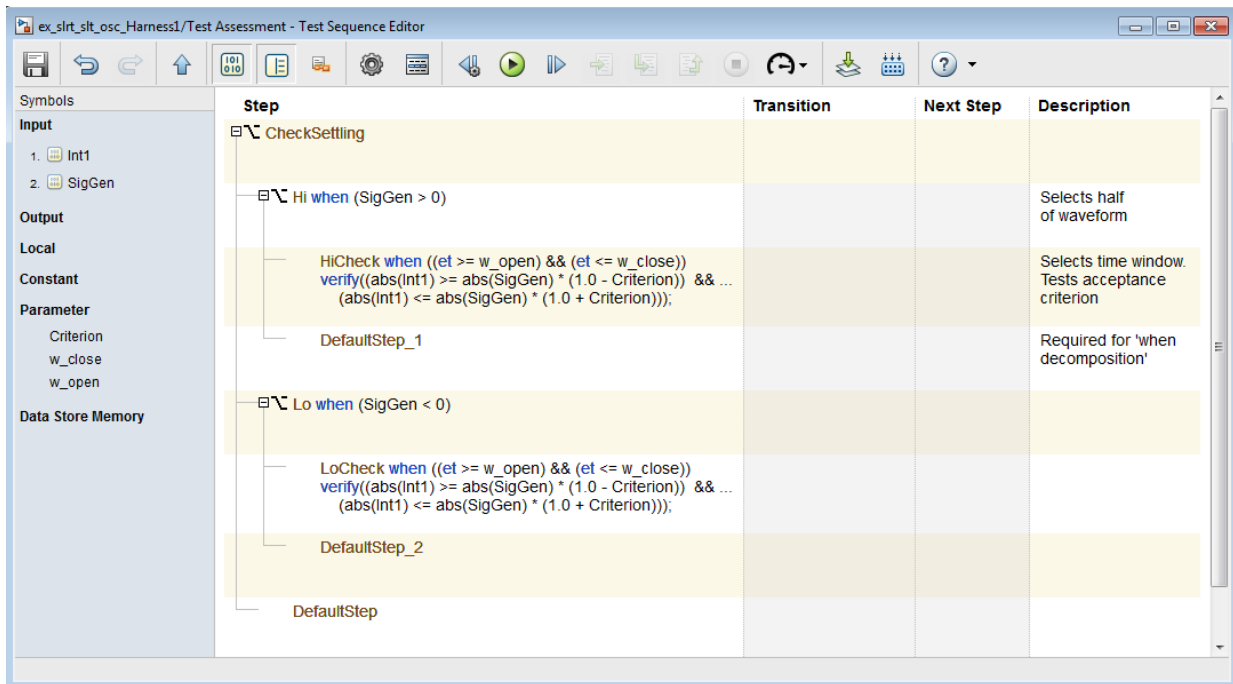 ex_slrt_slt_osc_Harness1/Test Assessment - Test Sequence Editor
Symbols
Input
1. Int1
2. SigGen
Output
Local
Constant
Parameter
Criterion
w_close
w_open
Data Store Memory
Step Transition Next Step Description
CheckSettling
Hi when (SigGen > 0)
Selects half
of waveform
HiCheck when ((et >= w_open) && (et <= w_close))
verify((abs(Int1) >= abs(SigGen) * (1.0 - Criterion)) && ...
(abs(Int1) <= abs(SigGen) * (1.0 + Criterion)));
Selects time window.
Tests acceptance
criterion
DefaultStep_1
Required for 'when
decomposition'
Lo when (SigGen < 0)
LoCheck when ((et >= w_open) && (et <= w_close))
verify((abs(Int1) >= abs(SigGen) * (1.0 - Criterion)) && ...
(abs(Int1) <= abs(SigGen) * (1.0 + Criterion)));
DefaultStep_2
DefaultStep